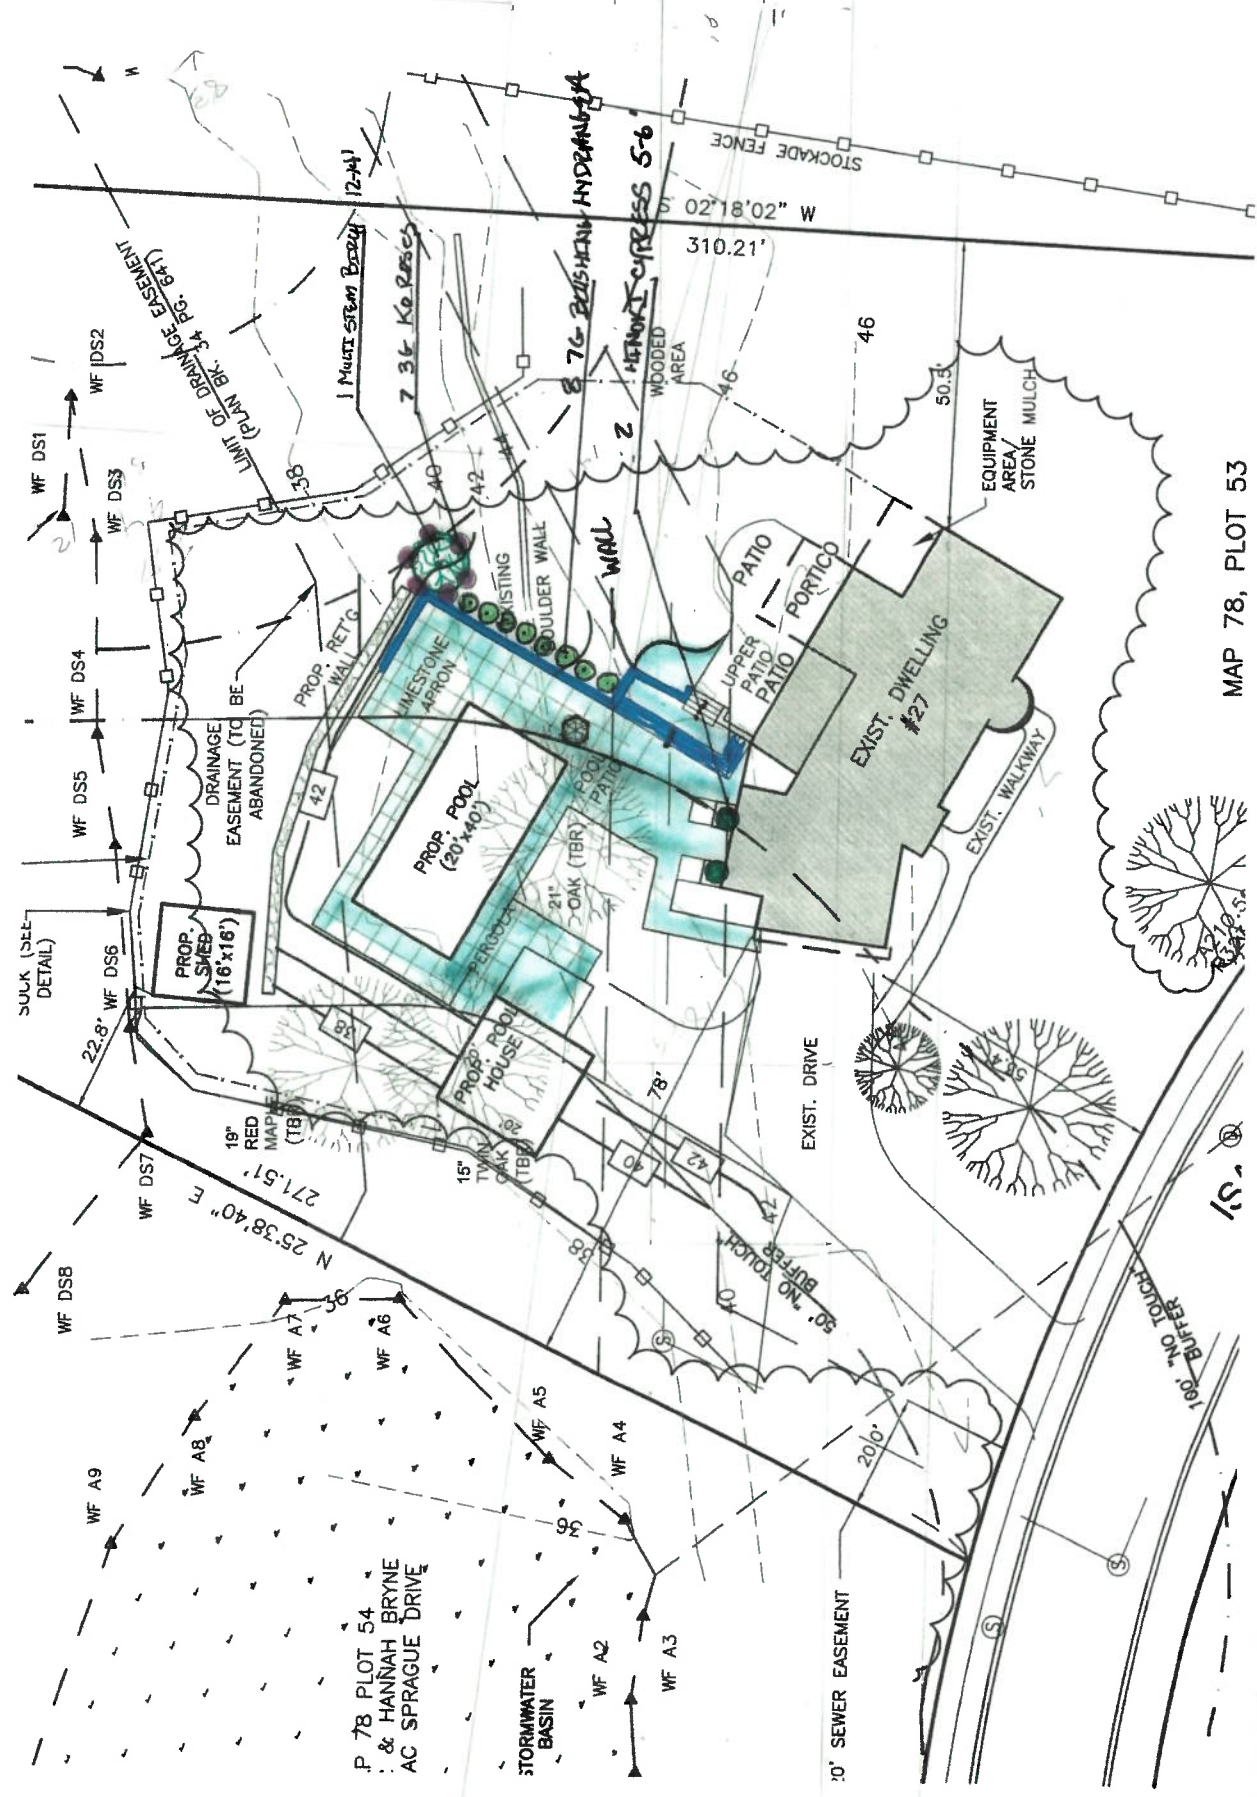 WF DS1
WF DS2
WF DS3
WF DS4
WF DS5
WF DS6
WF DS7
WF DS8
LIMIT OF DRAINAGE EASEMENT
(PLAN BK. 34 PG. 641)
1 MULTI STEM BIRCH 12-14'
7 3G KO ROSES
8 7G BUSHING HYDRANGEA
2 HINOKI CYPRESS 5-6'
WALL
STOCKADE FENCE
S 02°18'02" W
310.21'
WOODED
AREA
46
46
50.5'
EQUIPMENT
AREA/
STONE MULCH
38
40
42
44
EXISTING
BOULDER WALL
PROP. RET'G
WALL
DRAINAGE
EASEMENT (TO BE
ABANDONED)
42
LIMESTONE
APRON
PROP. POOL
(20'x40')
POOL
PATIO
PERGOLA
21"
OAK (TBR)
PATIO
PORTICO
UPPER
PATIO
PATIO
EXIST. DWELLING
#27
EXIST. WALKWAY
MAP 78, PLOT 53
SOCK (SEE
DETAIL)
PROP.
SHED
(16'x16')
22.8'
38
PROP. POOL
HOUSE
19"
RED
MAPLE
(TBR)
15"
TWIN
OAK
(TBR)
20"
78'
EXIST. DRIVE
58.4'
40
42
42
38
40
50' "NO TOUCH"
BUFFER
100' "NO TOUCH"
BUFFER
N 25°38'40" E
271.51'
WF A9
WF A8
WF A7
WF A6
WF A5
WF A4
WF A3
WF A2
36
36
20.0'
S
S
S
D
P 78 PLOT 54
& HANNAH BRYNE
AC SPRAGUE DRIVE
STORMWATER
BASIN
20' SEWER EASEMENT